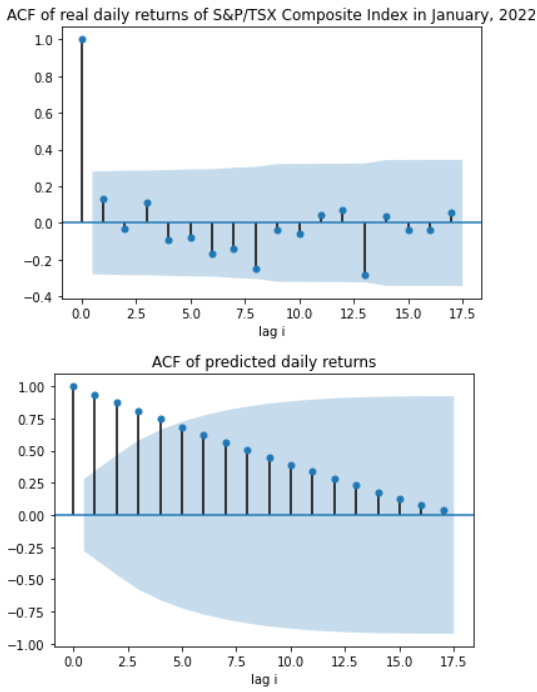 ACF of real daily returns of S&P/TSX Composite Index in January, 2022
1.0
0.8
0.6
0.4
0.2
0.0
−0.2
−0.4
0.0 2.5 5.0 7.5 10.0 12.5 15.0 17.5
lag i
ACF of predicted daily returns
1.00
0.75
0.50
0.25
0.00
−0.25
−0.50
−0.75
−1.00
0.0 2.5 5.0 7.5 10.0 12.5 15.0 17.5
lag i